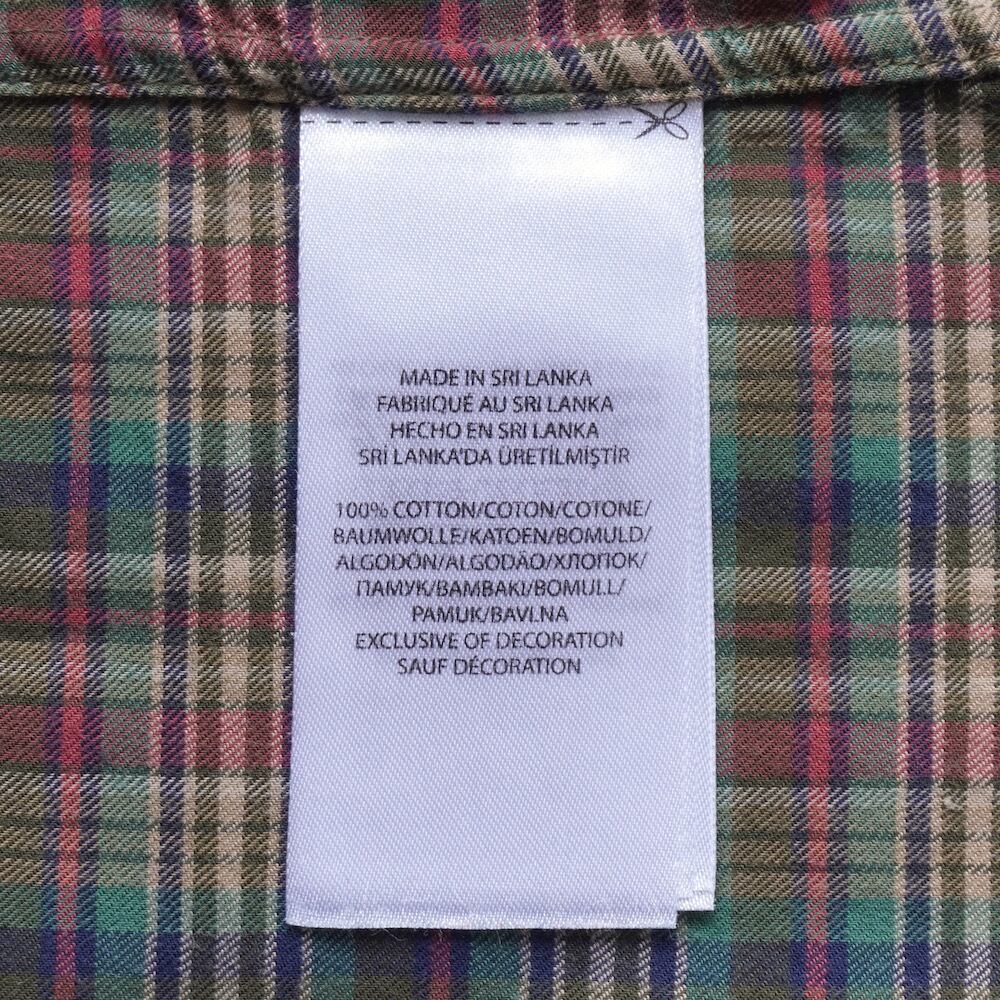 MADE IN SRI LANKA
FABRIQUÉ AU SRI LANKA
HECHO EN SRI LANKA
SRİ LANKA'DA ÜRETİLMİŞTİR
100% COTTON/COTON/COTONE/
BAUMWOLLE/KATOEN/BOMULD/
ALGODÓN/ALGODÃO/ХЛОПОК/
ПАМУК/ΒΑΜΒΑΚΙ/BOMULL/
PAMUK/BAVLNA
EXCLUSIVE OF DECORATION
SAUF DÉCORATION